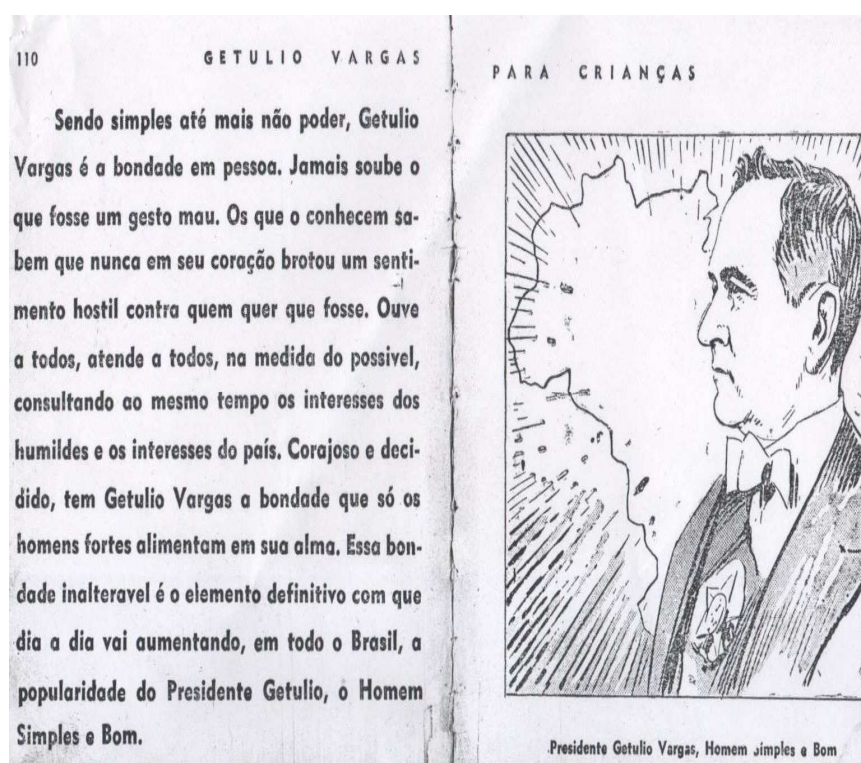 110 GETULIO VARGAS
Sendo simples até mais não poder, Getulio
Vargas é a bondade em pessoa. Jamais soube o
que fosse um gesto mau. Os que o conhecem sa-
bem que nunca em seu coração brotou um senti-
mento hostil contra quem quer que fosse. Ouve
a todos, atende a todos, na medida do possivel,
consultando ao mesmo tempo os interesses dos
humildes e os interesses do país. Corajoso e deci-
dido, tem Getulio Vargas a bondade que só os
homens fortes alimentam em sua alma. Essa bon-
dade inalteravel é o elemento definitivo com que
dia a dia vai aumentando, em todo o Brasil, a
popularidade do Presidente Getulio, o Homem
Simples e Bom.
PARA CRIANÇAS
Presidente Getulio Vargas, Homem Simples e Bom